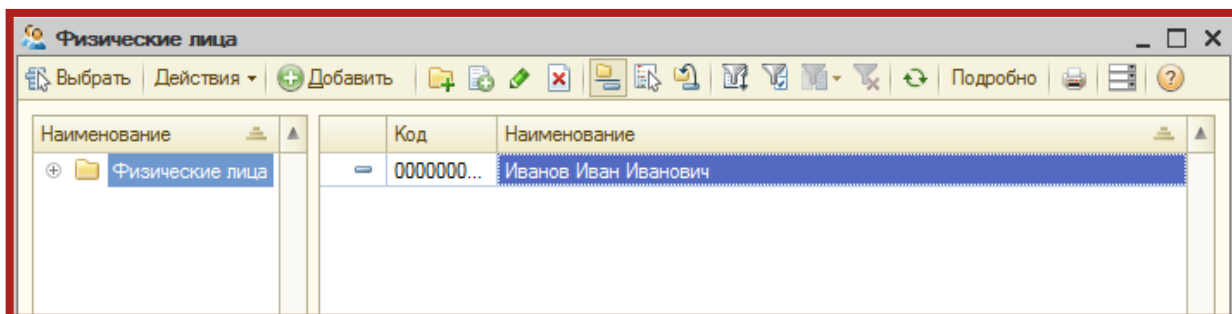 Физические лица
Выбрать Действия Добавить Подробно
Наименование Код Наименование
Физические лица 0000000... Иванов Иван Иванович